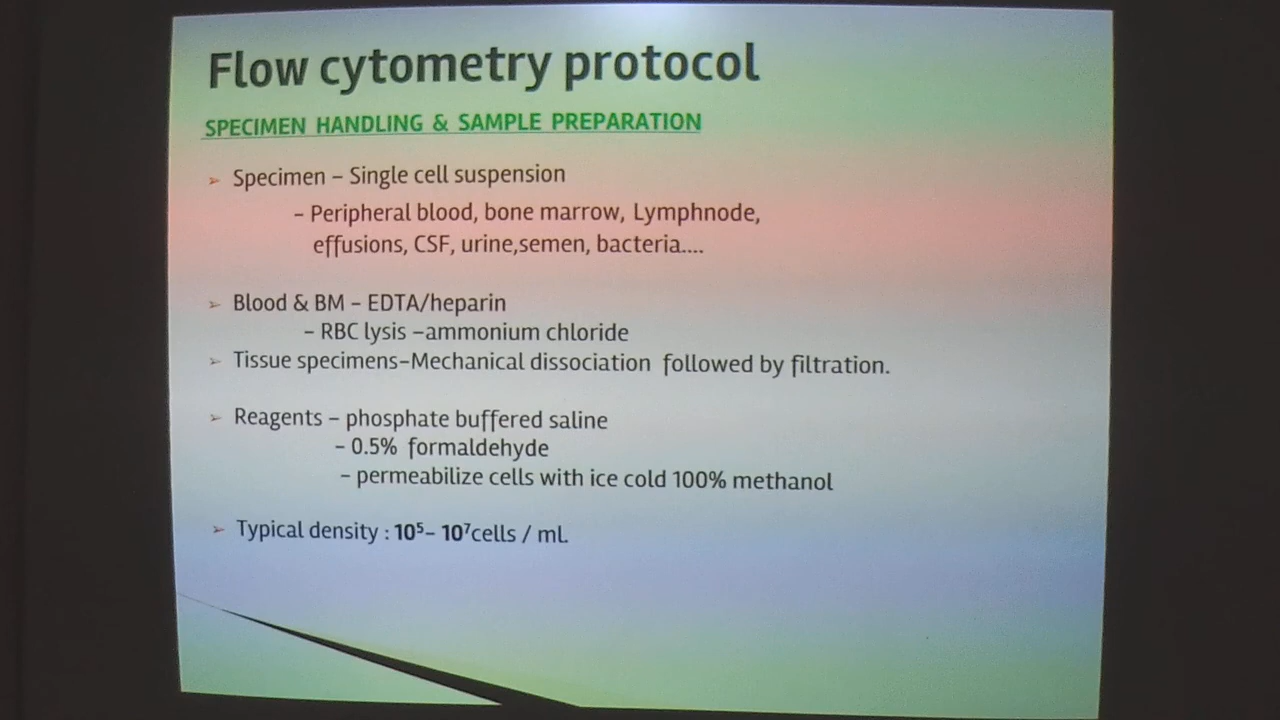 Flow cytometry protocol
SPECIMEN HANDLING & SAMPLE PREPARATION
➢ Specimen – Single cell suspension
– Peripheral blood, bone marrow, Lymphnode,
effusions, CSF, urine,semen, bacteria....
➢ Blood & BM – EDTA/heparin
– RBC lysis –ammonium chloride
➢ Tissue specimens–Mechanical dissociation followed by filtration.
➢ Reagents – phosphate buffered saline
– 0.5% formaldehyde
– permeabilize cells with ice cold 100% methanol
➢ Typical density : 10⁵– 10⁷cells / ml.